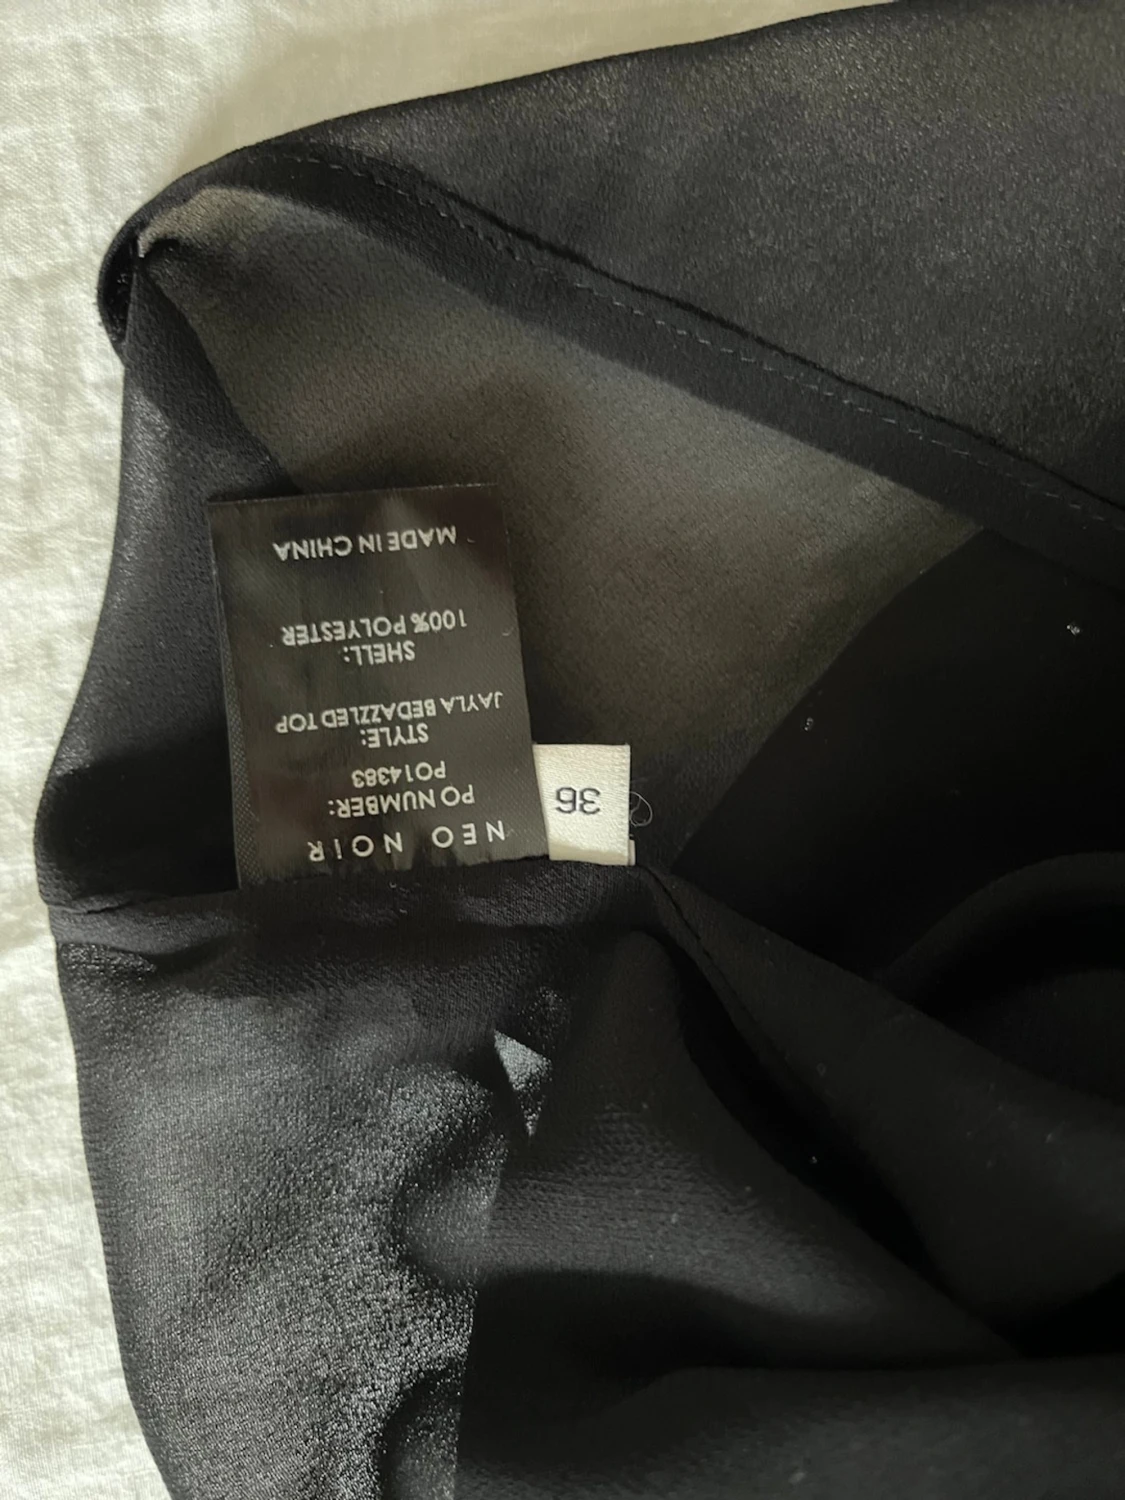 NEO NOIR
PO NUMBER:
PO14383
STYLE:
JAYLA BEDAZZLED TOP
SHELL:
100% POLYESTER
MADE IN CHINA
36